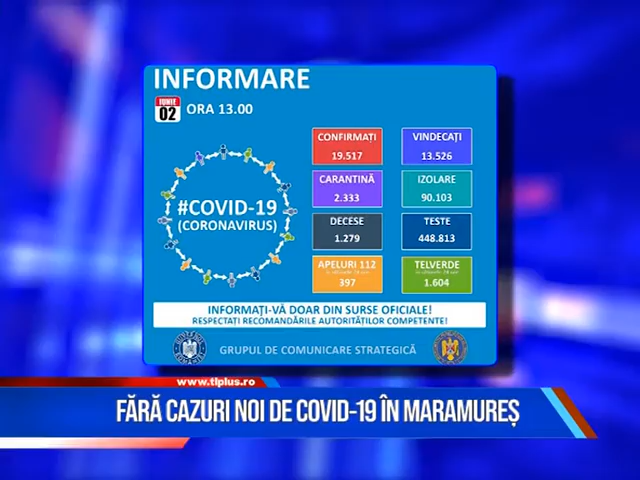 INFORMARE
IUNIE
02
ORA 13.00
#COVID-19
(CORONAVIRUS)
CONFIRMAȚI
19.517
VINDECAȚI
13.526
CARANTINĂ
2.333
IZOLARE
90.103
DECESE
1.279
TESTE
448.813
APELURI 112
397
TELVERDE
1.604
INFORMAȚI-VĂ DOAR DIN SURSE OFICIALE!
RESPECTAȚI RECOMANDĂRILE AUTORITĂȚILOR COMPETENTE!
GRUPUL DE COMUNICARE STRATEGICĂ
www.tlplus.ro
FĂRĂ CAZURI NOI DE COVID-19 ÎN MARAMUREȘ